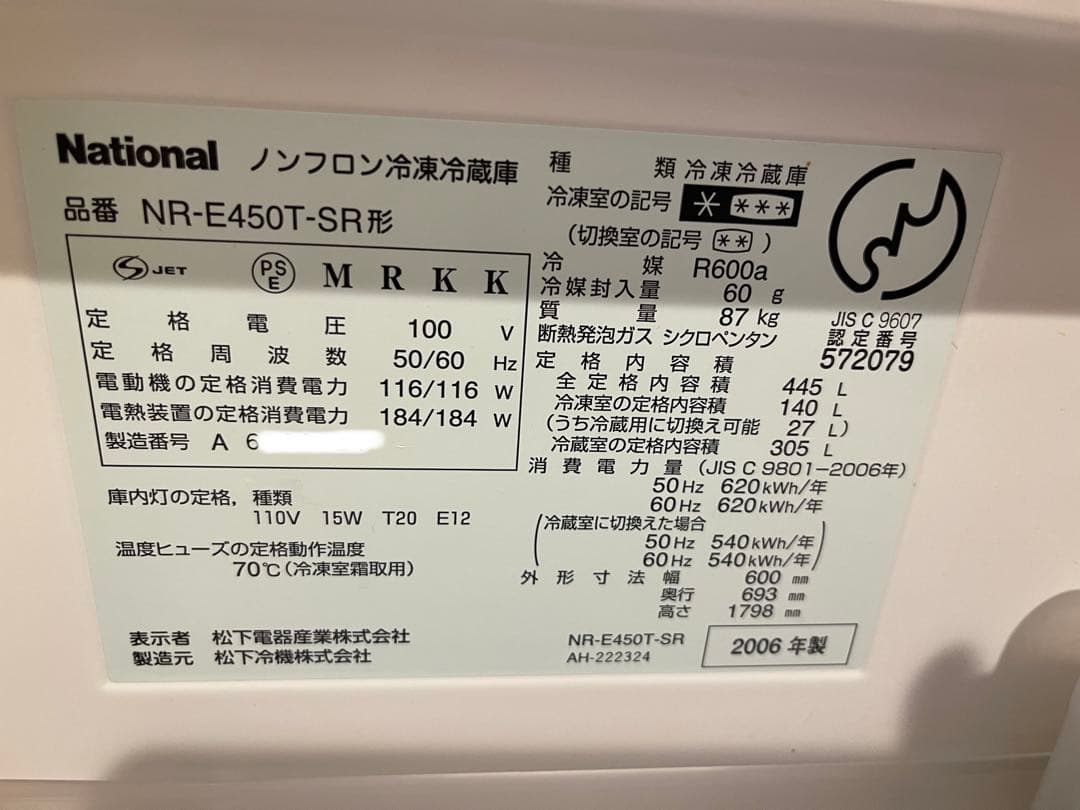 National ノンフロン冷凍冷蔵庫
品番 NR-E450T-SR形
JET PS E M R K K
定格電圧 100 V
定格周波数 50/60 Hz
電動機の定格消費電力 116/116 W
電熱装置の定格消費電力 184/184 W
製造番号 A 6
庫内灯の定格，種類
110V 15W T20 E12
温度ヒューズの定格動作温度
70℃（冷凍室霜取用）
表示者 松下電器産業株式会社
製造元 松下冷機株式会社
種類 冷凍冷蔵庫
冷凍室の記号 * ***
（切換室の記号 ** ）
冷媒 R600a
冷媒封入量 60 g
質量 87 kg
断熱発泡ガス シクロペンタン
定格内容積
全定格内容積 445 L
冷凍室の定格内容積 140 L
（うち冷蔵用に切換え可能 27 L）
冷蔵室の定格内容積 305 L
消費電力量（JIS C 9801-2006年）
50Hz 620kWh/年
60Hz 620kWh/年
（冷蔵室に切換えた場合
50Hz 540kWh/年
60Hz 540kWh/年）
外形寸法 幅 600 mm
奥行 693 mm
高さ 1798 mm
NR-E450T-SR
AH-222324
2006年製
JIS C 9607
認定番号
572079